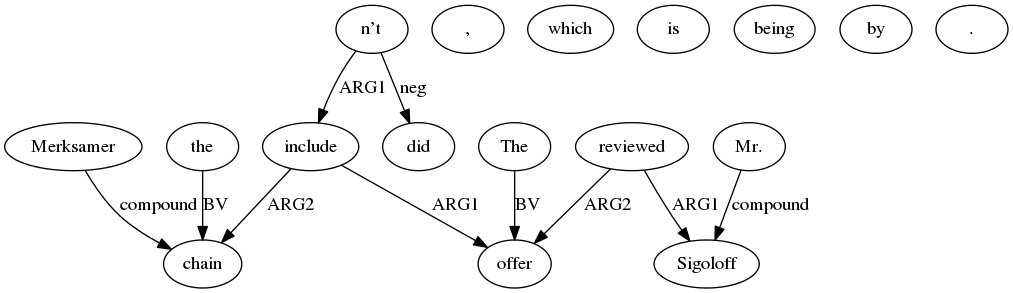 n't , which is being by .
ARG1 neg
Merksamer the include did The reviewed Mr.
compound BV ARG2 ARG1 BV ARG2 ARG1 compound
chain offer Sigoloff